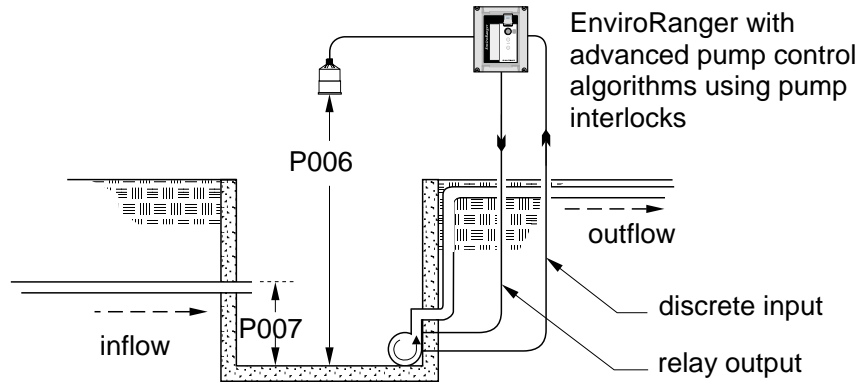 EnviroRanger with
advanced pump control
algorithms using pump
interlocks
P006
outflow
P007
inflow
discrete input
relay output